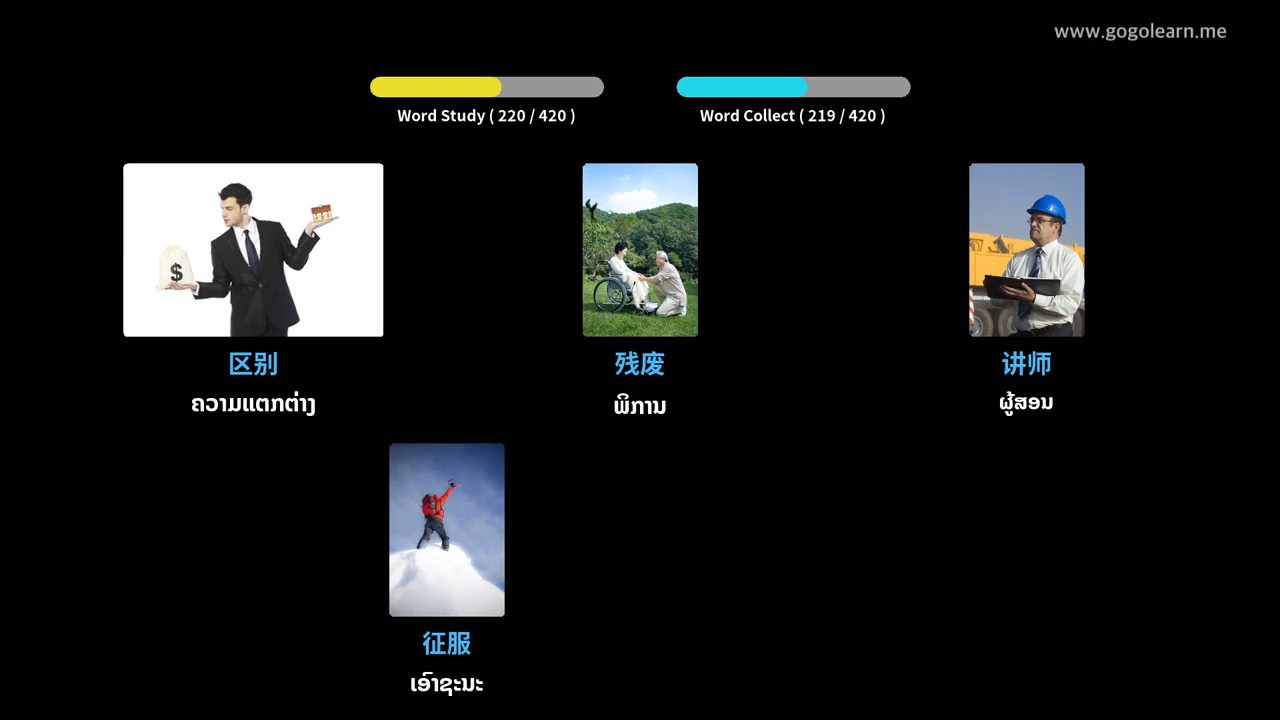 www.gogolearn.me
Word Study ( 220 / 420 )
Word Collect ( 219 / 420 )
$
区别
残废
讲师
ຄວາມແຕກຕ່າງ
ພິການ
ຜູ້ສອນ
征服
ເອົາຊະນະ